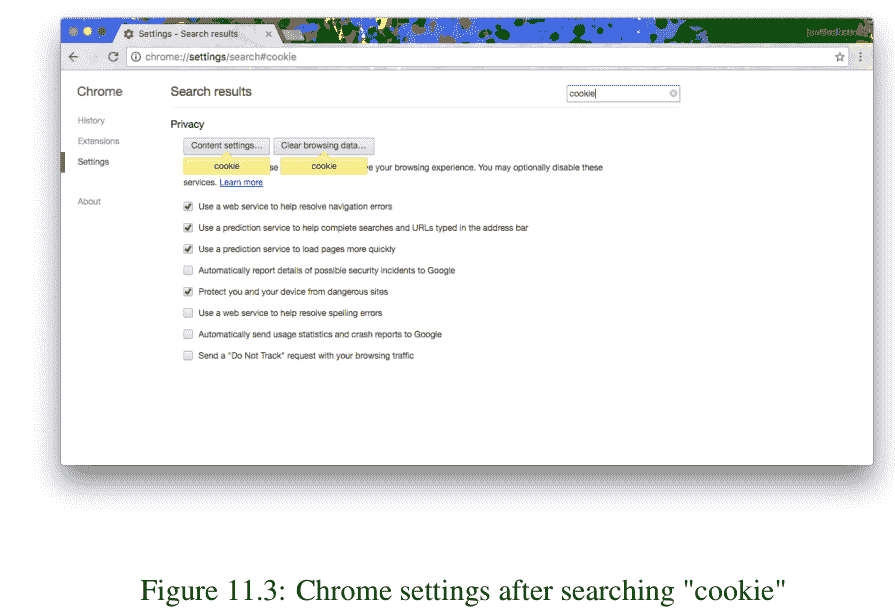 Settings - Search results
chrome://settings/search#cookie
Chrome
Search results
cookie
History
Extensions
Settings
About
Privacy
Content settings...
Clear browsing data...
cookie
cookie
se
e your browsing experience. You may optionally disable these
services. Learn more
Use a web service to help resolve navigation errors
Use a prediction service to help complete searches and URLs typed in the address bar
Use a prediction service to load pages more quickly
Automatically report details of possible security incidents to Google
Protect you and your device from dangerous sites
Use a web service to help resolve spelling errors
Automatically send usage statistics and crash reports to Google
Send a "Do Not Track" request with your browsing traffic
Figure 11.3: Chrome settings after searching "cookie"